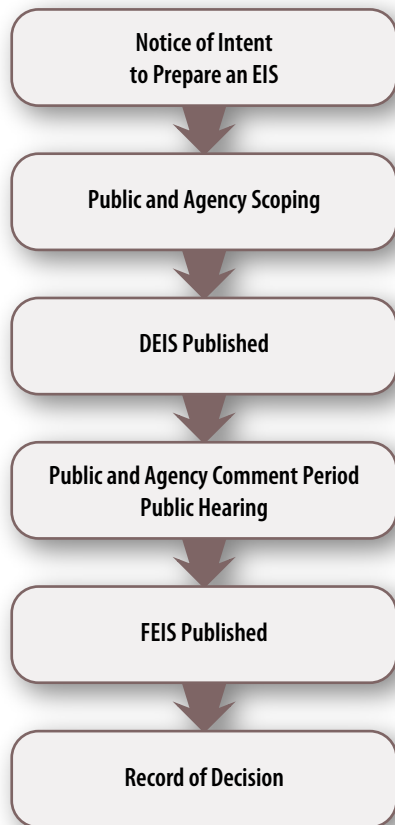 Notice of Intent
to Prepare an EIS
Public and Agency Scoping
DEIS Published
Public and Agency Comment Period
Public Hearing
FEIS Published
Record of Decision